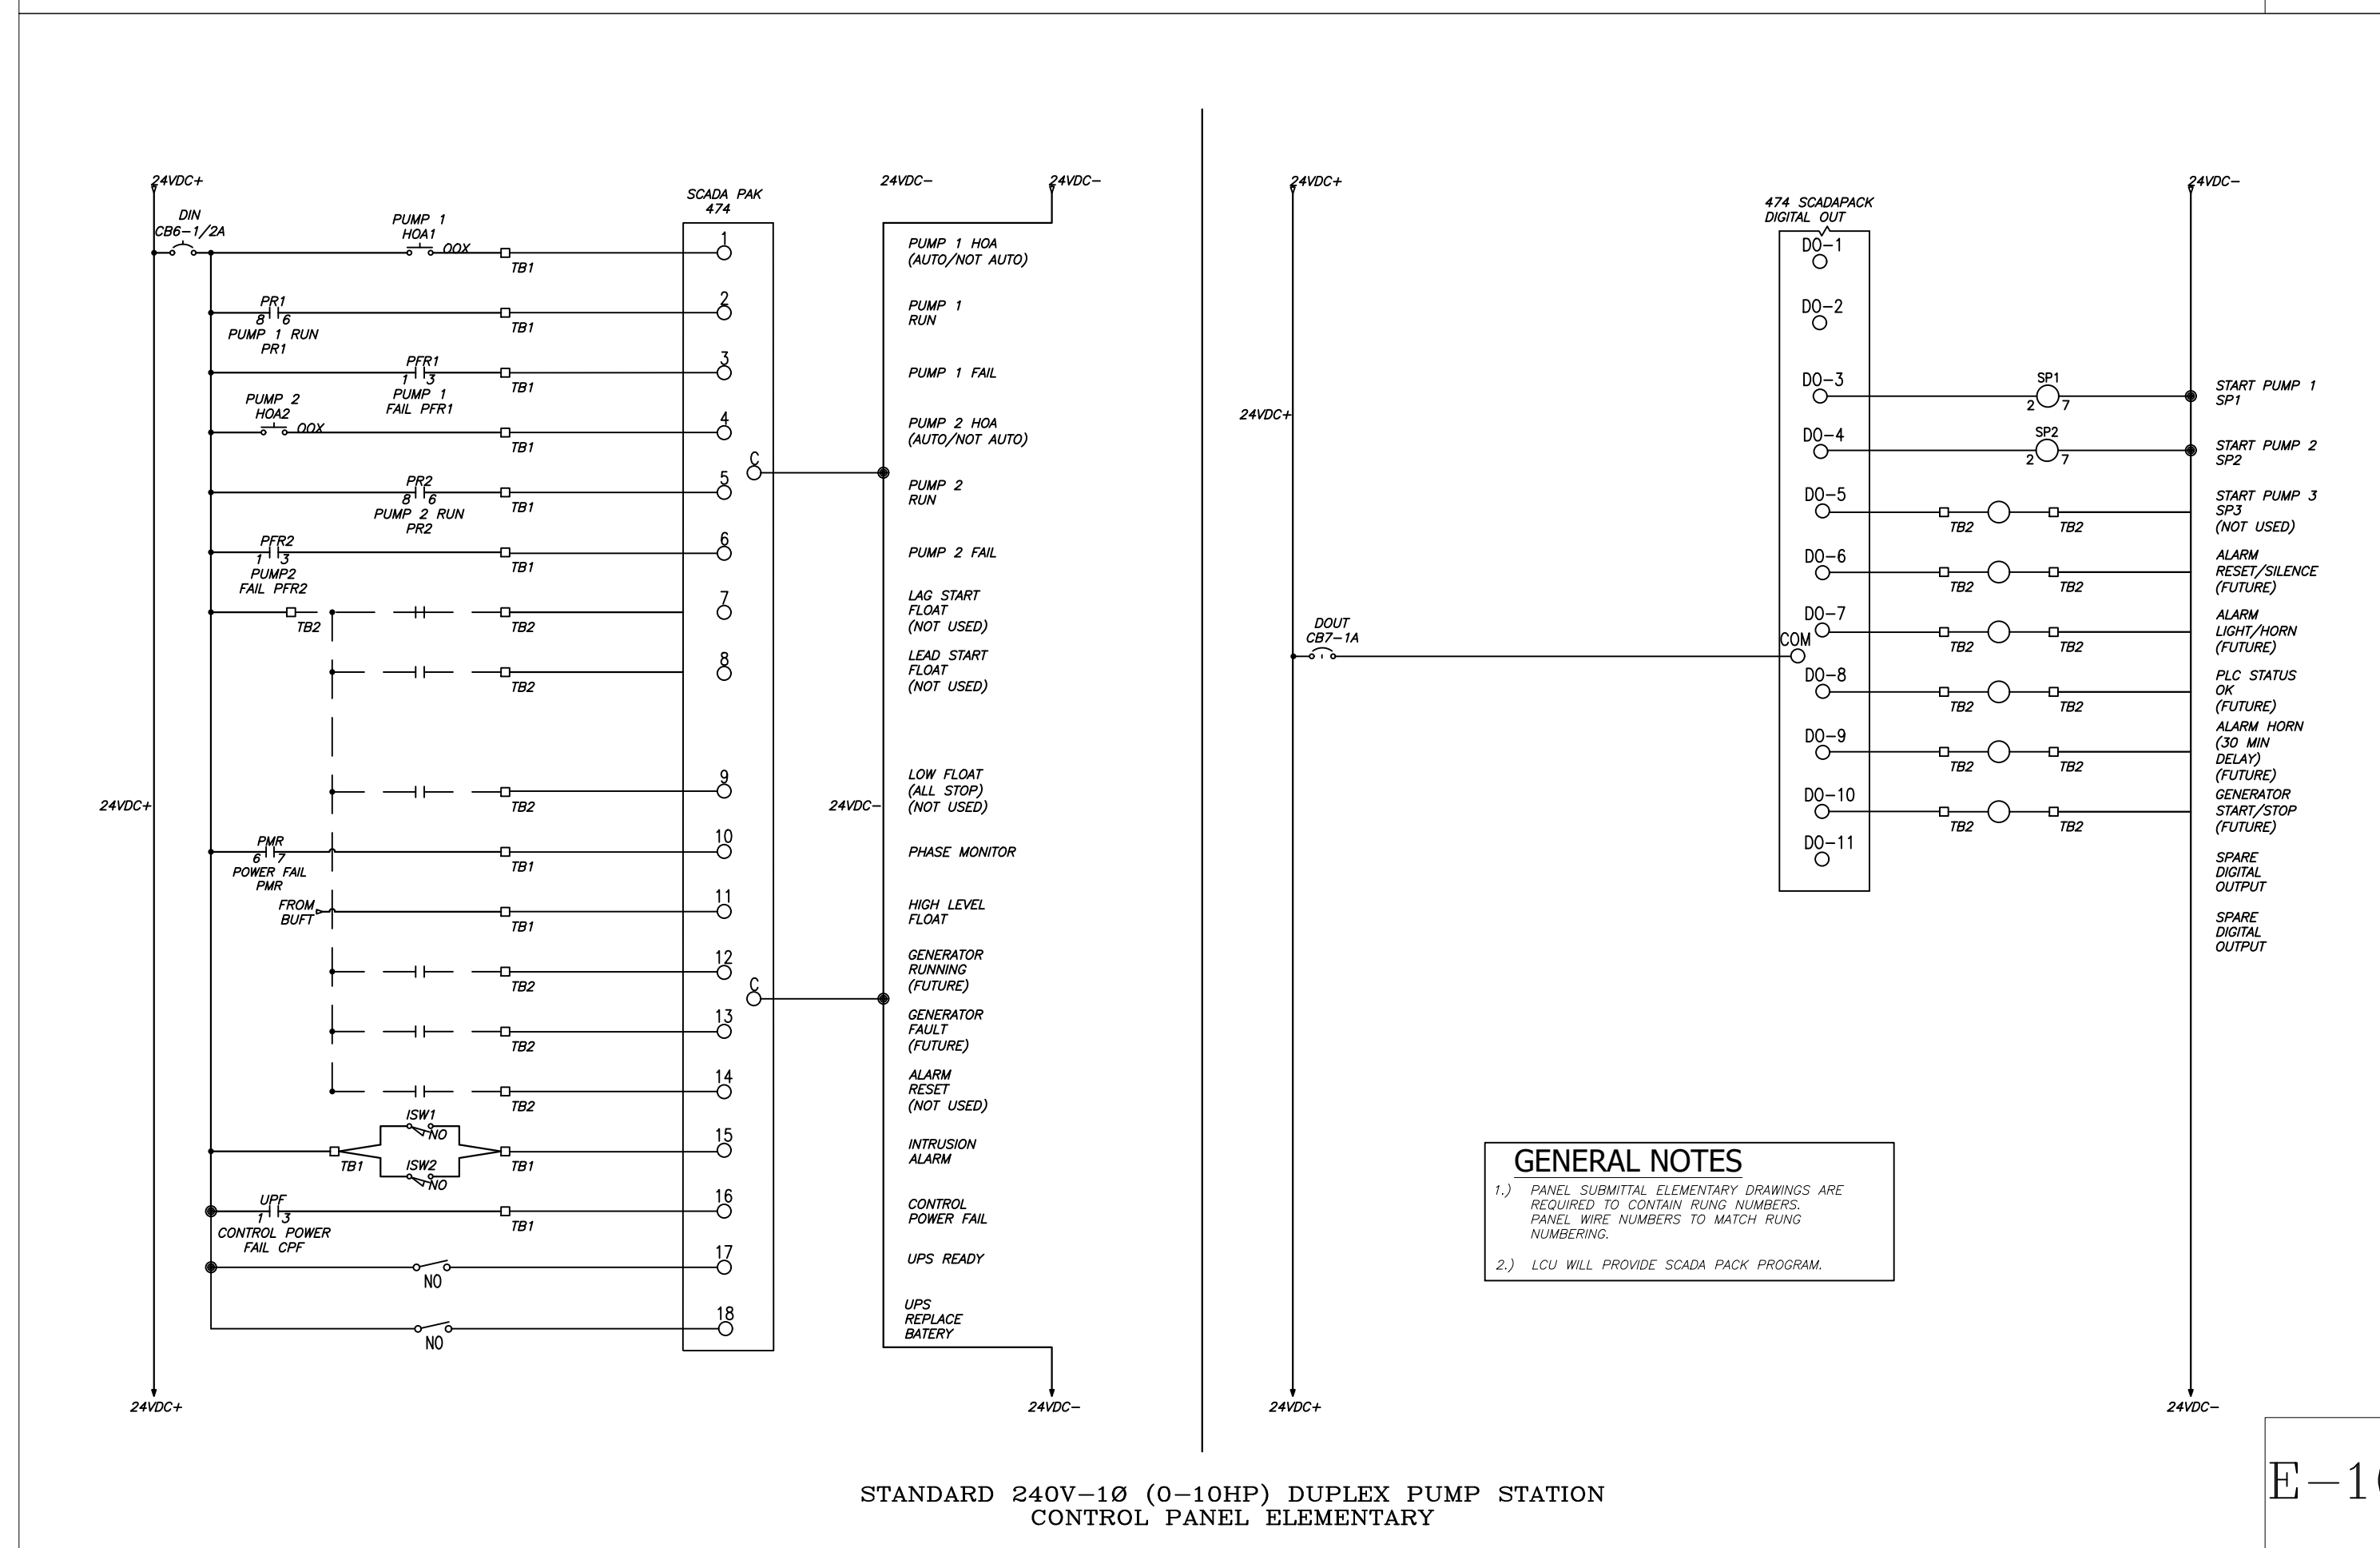 24VDC+
DIN
CB6-1/2A
PUMP 1
HOA1
OOX
TB1
PR1
8 6
PUMP 1 RUN
PR1
TB1
PFR1
1 3
PUMP 1
FAIL PFR1
TB1
PUMP 2
HOA2
OOX
TB1
PR2
8 6
PUMP 2 RUN
PR2
TB1
PFR2
1 3
PUMP2
FAIL PFR2
TB1
TB2
TB2
TB2
24VDC+
TB2
PMR
6 7
POWER FAIL
PMR
TB1
FROM
BUFT
TB1
TB2
TB2
TB2
ISW1
NO
TB1
ISW2
NO
TB1
UPF
1 3
CONTROL POWER
FAIL CPF
TB1
NO
NO
24VDC+
SCADA PAK
474
1
2
3
4
C
5
6
7
8
9
10
11
12
C
13
14
15
16
17
18
24VDC-
24VDC-
PUMP 1 HOA
(AUTO/NOT AUTO)
PUMP 1
RUN
PUMP 1 FAIL
PUMP 2 HOA
(AUTO/NOT AUTO)
PUMP 2
RUN
PUMP 2 FAIL
LAG START
FLOAT
(NOT USED)
LEAD START
FLOAT
(NOT USED)
LOW FLOAT
(ALL STOP)
(NOT USED)
24VDC-
PHASE MONITOR
HIGH LEVEL
FLOAT
GENERATOR
RUNNING
(FUTURE)
GENERATOR
FAULT
(FUTURE)
ALARM
RESET
(NOT USED)
INTRUSION
ALARM
CONTROL
POWER FAIL
UPS READY
UPS
REPLACE
BATERY
24VDC-
24VDC+
24VDC+
DOUT
CB7-1A
24VDC+
474 SCADAPACK
DIGITAL OUT
DO-1
DO-2
DO-3
DO-4
DO-5
DO-6
DO-7
COM
DO-8
DO-9
DO-10
DO-11
SP1
2 7
SP2
2 7
TB2 TB2
TB2 TB2
TB2 TB2
TB2 TB2
TB2 TB2
TB2 TB2
24VDC-
START PUMP 1
SP1
START PUMP 2
SP2
START PUMP 3
SP3
(NOT USED)
ALARM
RESET/SILENCE
(FUTURE)
ALARM
LIGHT/HORN
(FUTURE)
PLC STATUS
OK
(FUTURE)
ALARM HORN
(30 MIN
DELAY)
(FUTURE)
GENERATOR
START/STOP
(FUTURE)
SPARE
DIGITAL
OUTPUT
SPARE
DIGITAL
OUTPUT
24VDC-
GENERAL NOTES
1.) PANEL SUBMITTAL ELEMENTARY DRAWINGS ARE
REQUIRED TO CONTAIN RUNG NUMBERS.
PANEL WIRE NUMBERS TO MATCH RUNG
NUMBERING.
2.) LCU WILL PROVIDE SCADA PACK PROGRAM.
STANDARD 240V-1Ø (0-10HP) DUPLEX PUMP STATION
CONTROL PANEL ELEMENTARY